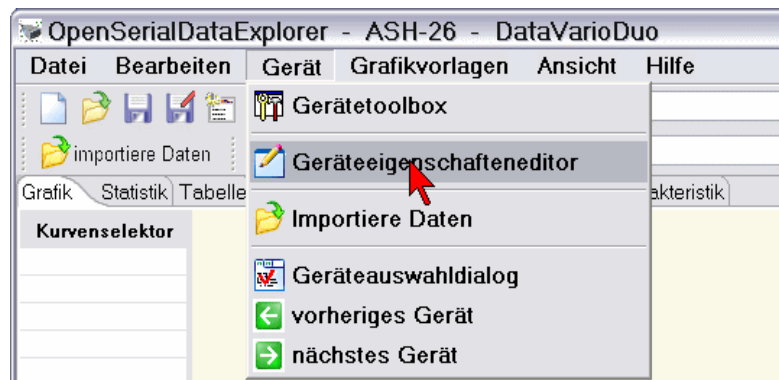 OpenSerialDataExplorer - ASH-26 - DataVarioDuo
Datei Bearbeiten Gerät Grafikvorlagen Ansicht Hilfe
Gerätetoolbox
importiere Daten
Geräteeigenschafteneditor
Grafik Statistik Tabelle akteristik
Importiere Daten
Kurvenselektor
Geräteauswahldialog
vorheriges Gerät
nächstes Gerät